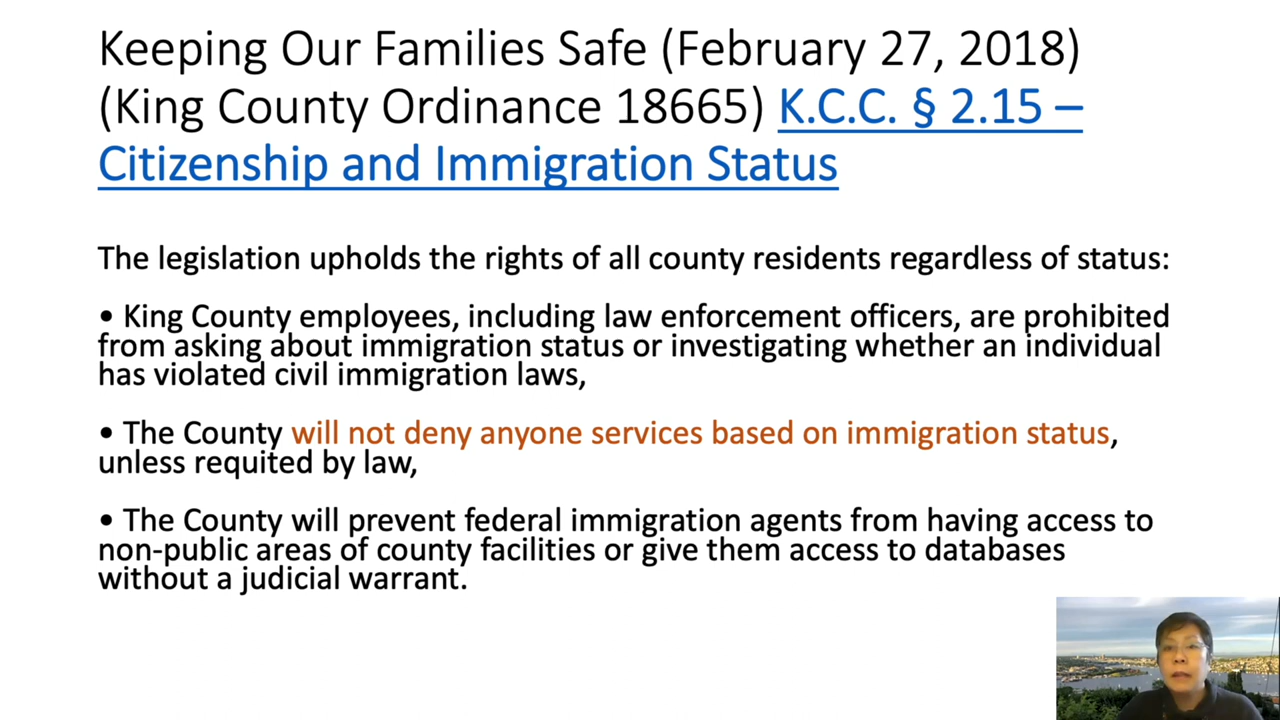 Keeping Our Families Safe (February 27, 2018)
(King County Ordinance 18665) K.C.C. § 2.15 –
Citizenship and Immigration Status
The legislation upholds the rights of all county residents regardless of status:
• King County employees, including law enforcement officers, are prohibited
from asking about immigration status or investigating whether an individual
has violated civil immigration laws,
• The County will not deny anyone services based on immigration status,
unless requited by law,
• The County will prevent federal immigration agents from having access to
non-public areas of county facilities or give them access to databases
without a judicial warrant.